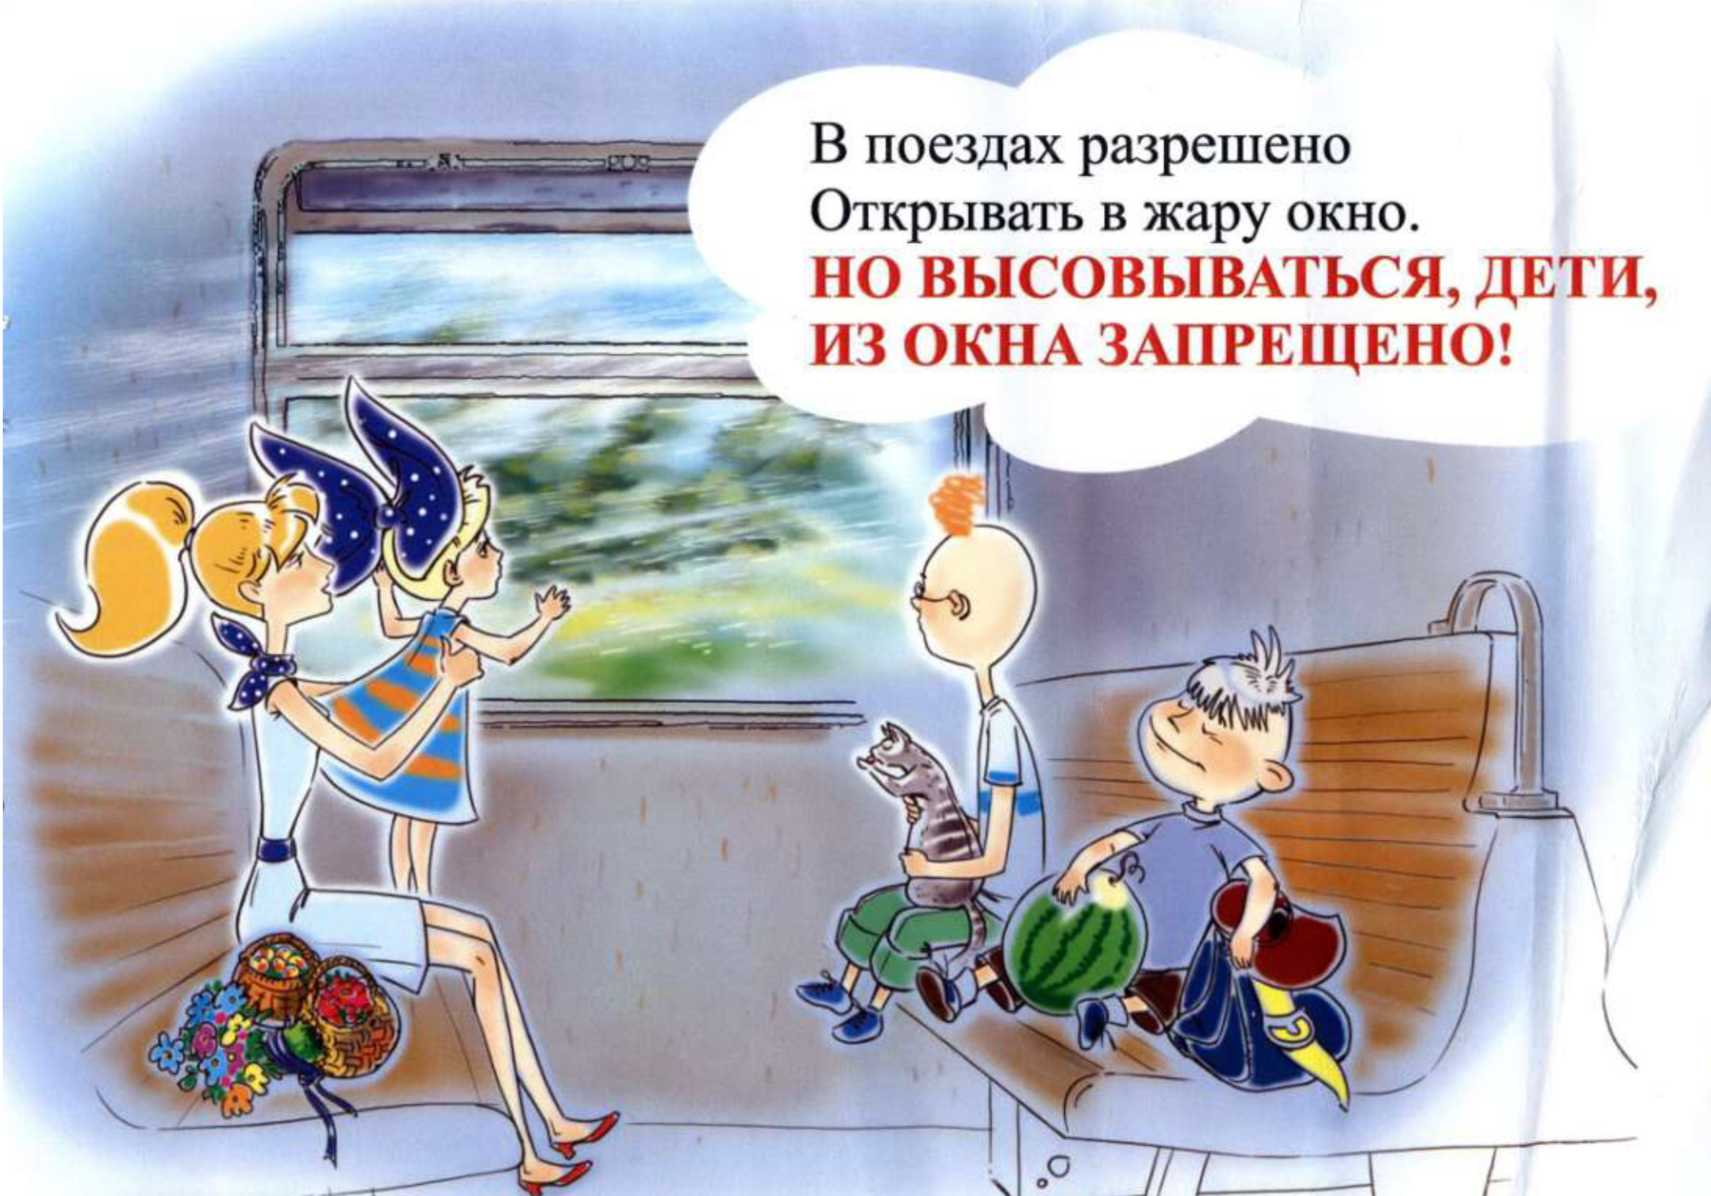 В поездах разрешено
Открывать в жару окно.
НО ВЫСОВЫВАТЬСЯ, ДЕТИ,
ИЗ ОКНА ЗАПРЕЩЕНО!